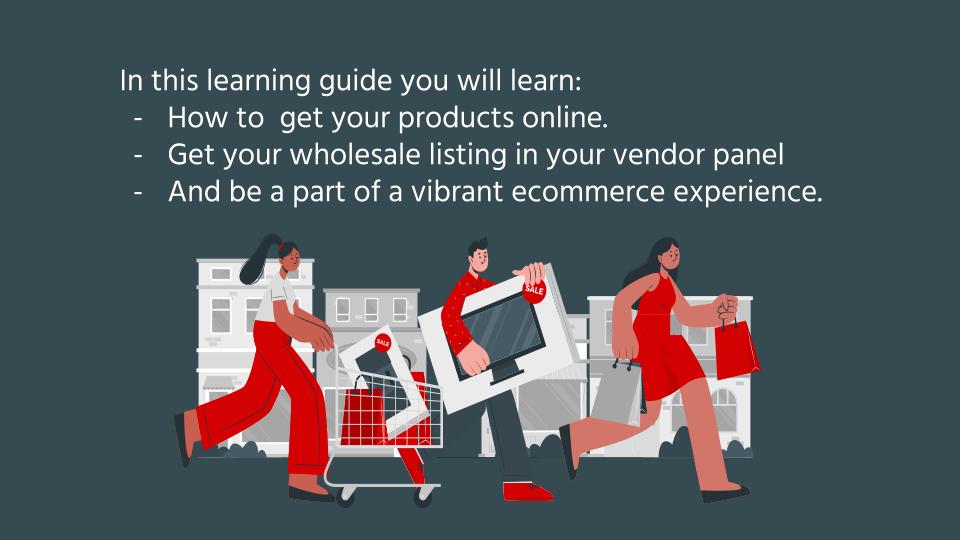 In this learning guide you will learn:
- How to  get your products online.
- Get your wholesale listing in your vendor panel
- And be a part of a vibrant ecommerce experience.
SALE
SALE